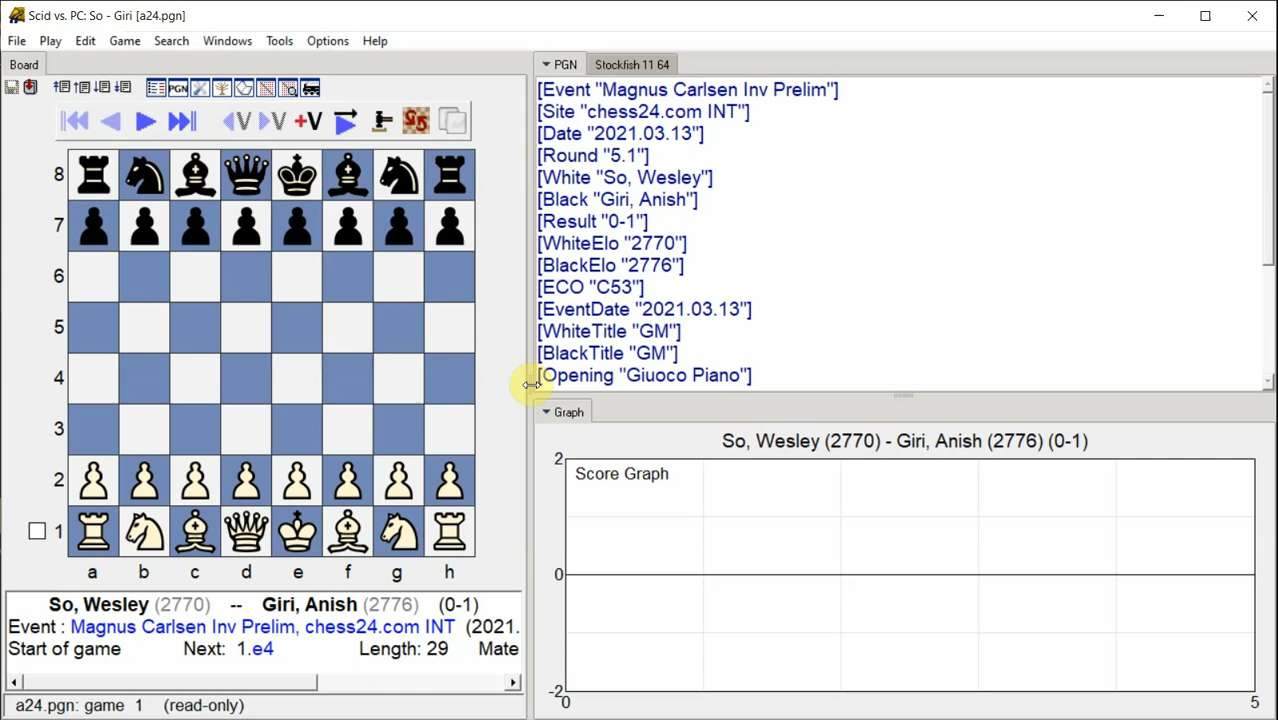 Scid vs. PC: So - Giri [a24.pgn]
File Play Edit Game Search Windows Tools Options Help
Board
PGN
V V +V
8
7
6
5
4
3
2
1
a b c d e f g h
So, Wesley (2770) -- Giri, Anish (2776) (0-1)
Event : Magnus Carlsen Inv Prelim, chess24.com INT (2021.
Start of game Next: 1.e4 Length: 29 Mate
a24.pgn: game 1 (read-only)
PGN Stockfish 11 64
[Event "Magnus Carlsen Inv Prelim"]
[Site "chess24.com INT"]
[Date "2021.03.13"]
[Round "5.1"]
[White "So, Wesley"]
[Black "Giri, Anish"]
[Result "0-1"]
[WhiteElo "2770"]
[BlackElo "2776"]
[ECO "C53"]
[EventDate "2021.03.13"]
[WhiteTitle "GM"]
[BlackTitle "GM"]
[Opening "Giuoco Piano"]
Graph
So, Wesley (2770) - Giri, Anish (2776) (0-1)
2
Score Graph
0
-2
0 5